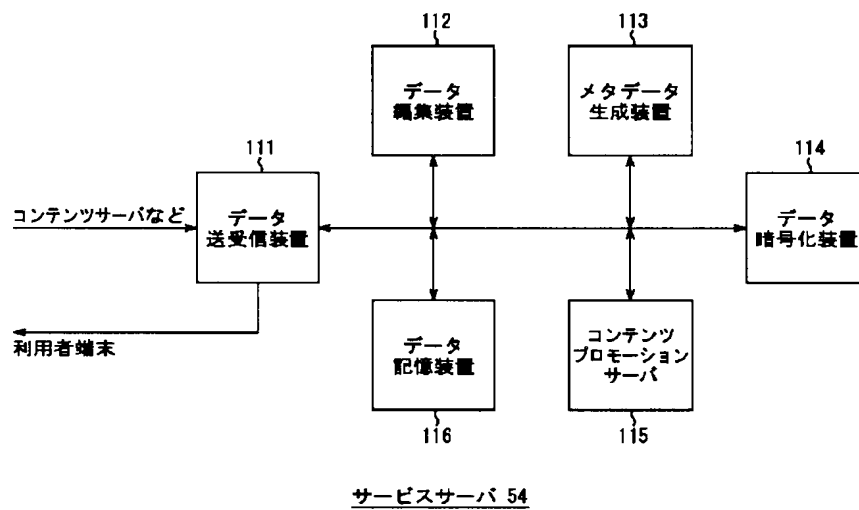 112
データ
編集装置
113
メタデータ
生成装置
111
データ
送受信装置
114
データ
暗号化装置
コンテンツサーバなど
利用者端末
データ
記憶装置
116
コンテンツ
プロモーション
サーバ
115
サービスサーバ 54